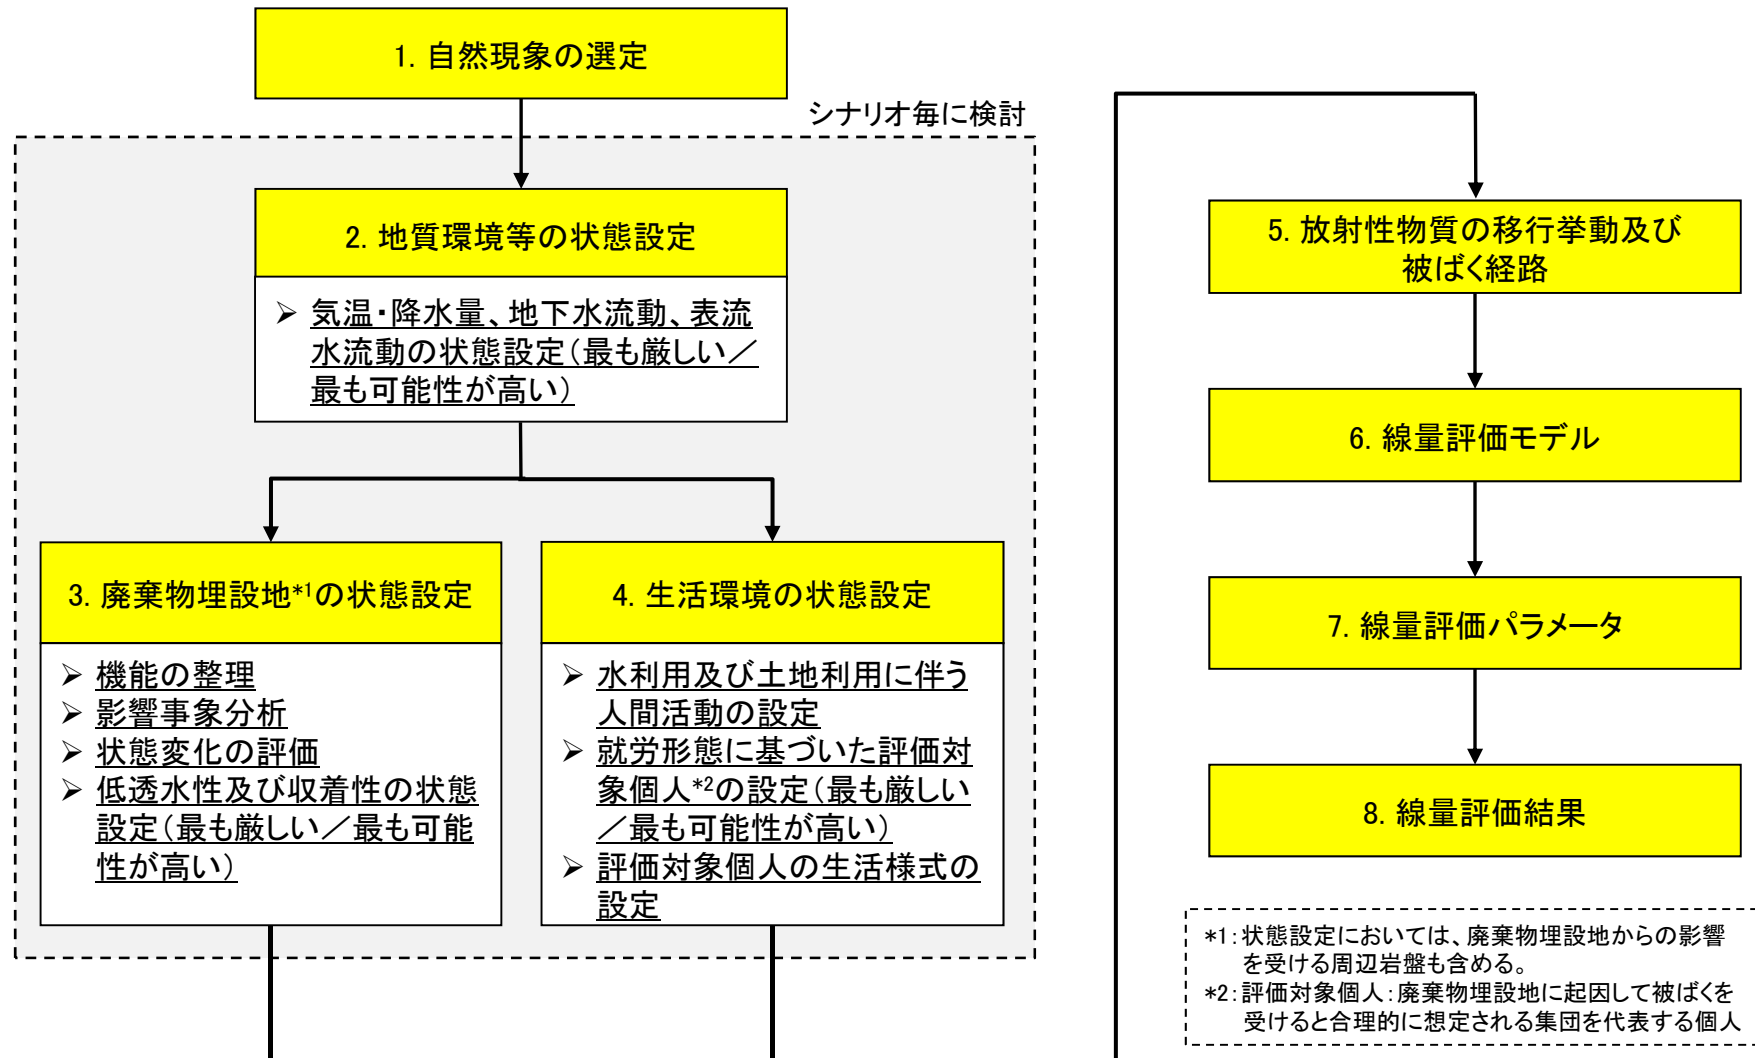 1. 自然現象の選定
シナリオ毎に検討
2. 地質環境等の状態設定
➢ 気温・降水量、地下水流動、表流
水流動の状態設定(最も厳しい／
最も可能性が高い)
3. 廃棄物埋設地*1の状態設定
➢ 機能の整理
➢ 影響事象分析
➢ 状態変化の評価
➢ 低透水性及び収着性の状態
設定(最も厳しい／最も可能
性が高い)
4. 生活環境の状態設定
➢ 水利用及び土地利用に伴う
人間活動の設定
➢ 就労形態に基づいた評価対
象個人*2の設定(最も厳しい
／最も可能性が高い)
➢ 評価対象個人の生活様式の
設定
5. 放射性物質の移行挙動及び
被ばく経路
6. 線量評価モデル
7. 線量評価パラメータ
8. 線量評価結果
*1：状態設定においては、廃棄物埋設地からの影響
を受ける周辺岩盤も含める。
*2：評価対象個人：廃棄物埋設地に起因して被ばくを
受けると合理的に想定される集団を代表する個人